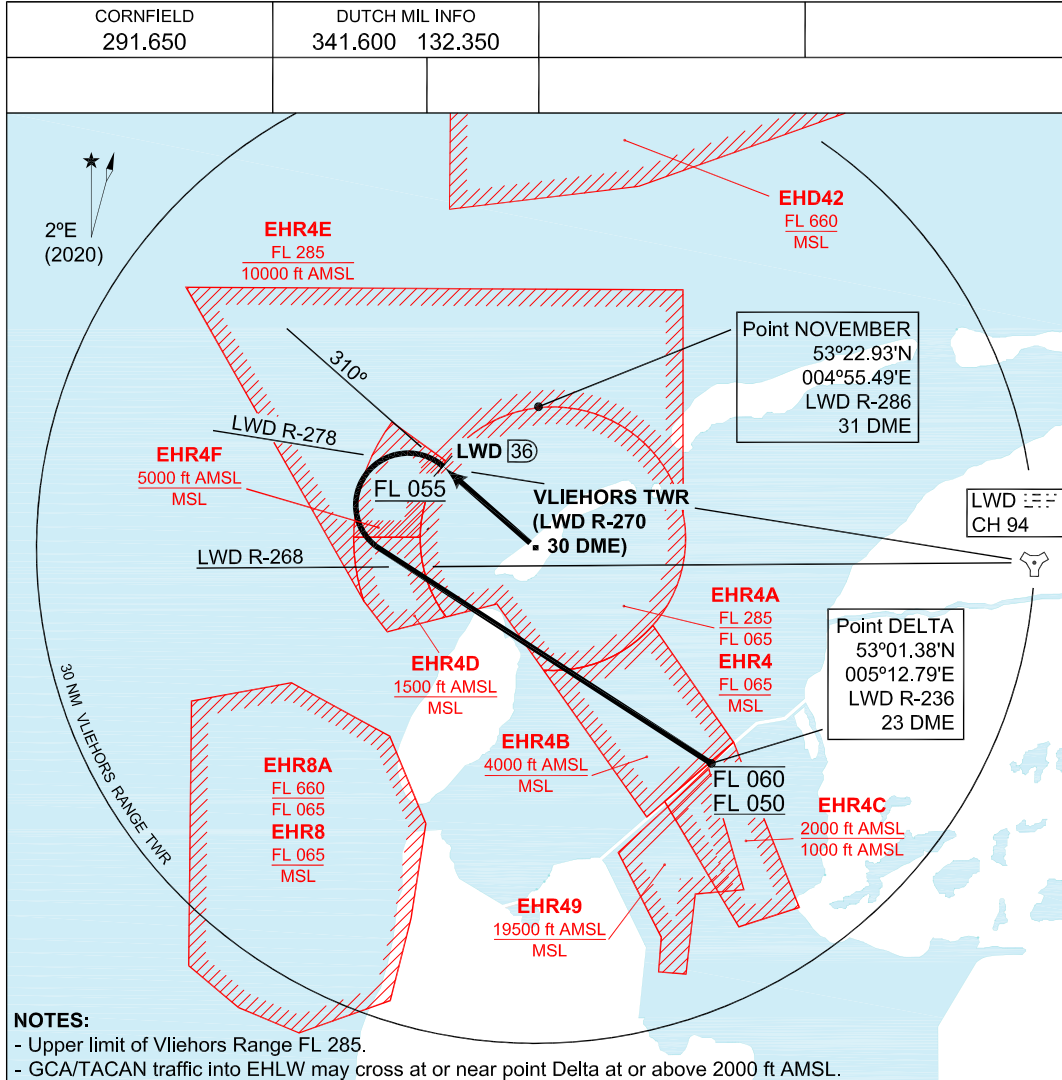 CORNFIELD
291.650
DUTCH MIL INFO
341.600 132.350
2ºE
(2020)
EHD42
FL 660
MSL
EHR4E
FL 285
10000 ft AMSL
Point NOVEMBER
53º22.93'N
004º55.49'E
LWD R-286
31 DME
310º
LWD R-278
LWD 36
EHR4F
5000 ft AMSL
MSL
FL 055
VLIEHORS TWR
(LWD R-270
- 30 DME)
LWD
CH 94
LWD R-268
EHR4A
FL 285
FL 065
EHR4
FL 065
MSL
Point DELTA
53º01.38'N
005º12.79'E
LWD R-236
23 DME
EHR4D
1500 ft AMSL
MSL
30 NM VLIEHORS RANGE TWR
EHR4B
4000 ft AMSL
MSL
FL 060
FL 050
EHR8A
FL 660
FL 065
EHR8
FL 065
MSL
EHR4C
2000 ft AMSL
1000 ft AMSL
EHR49
19500 ft AMSL
MSL
NOTES:
- Upper limit of Vliehors Range FL 285.
- GCA/TACAN traffic into EHLW may cross at or near point Delta at or above 2000 ft AMSL.